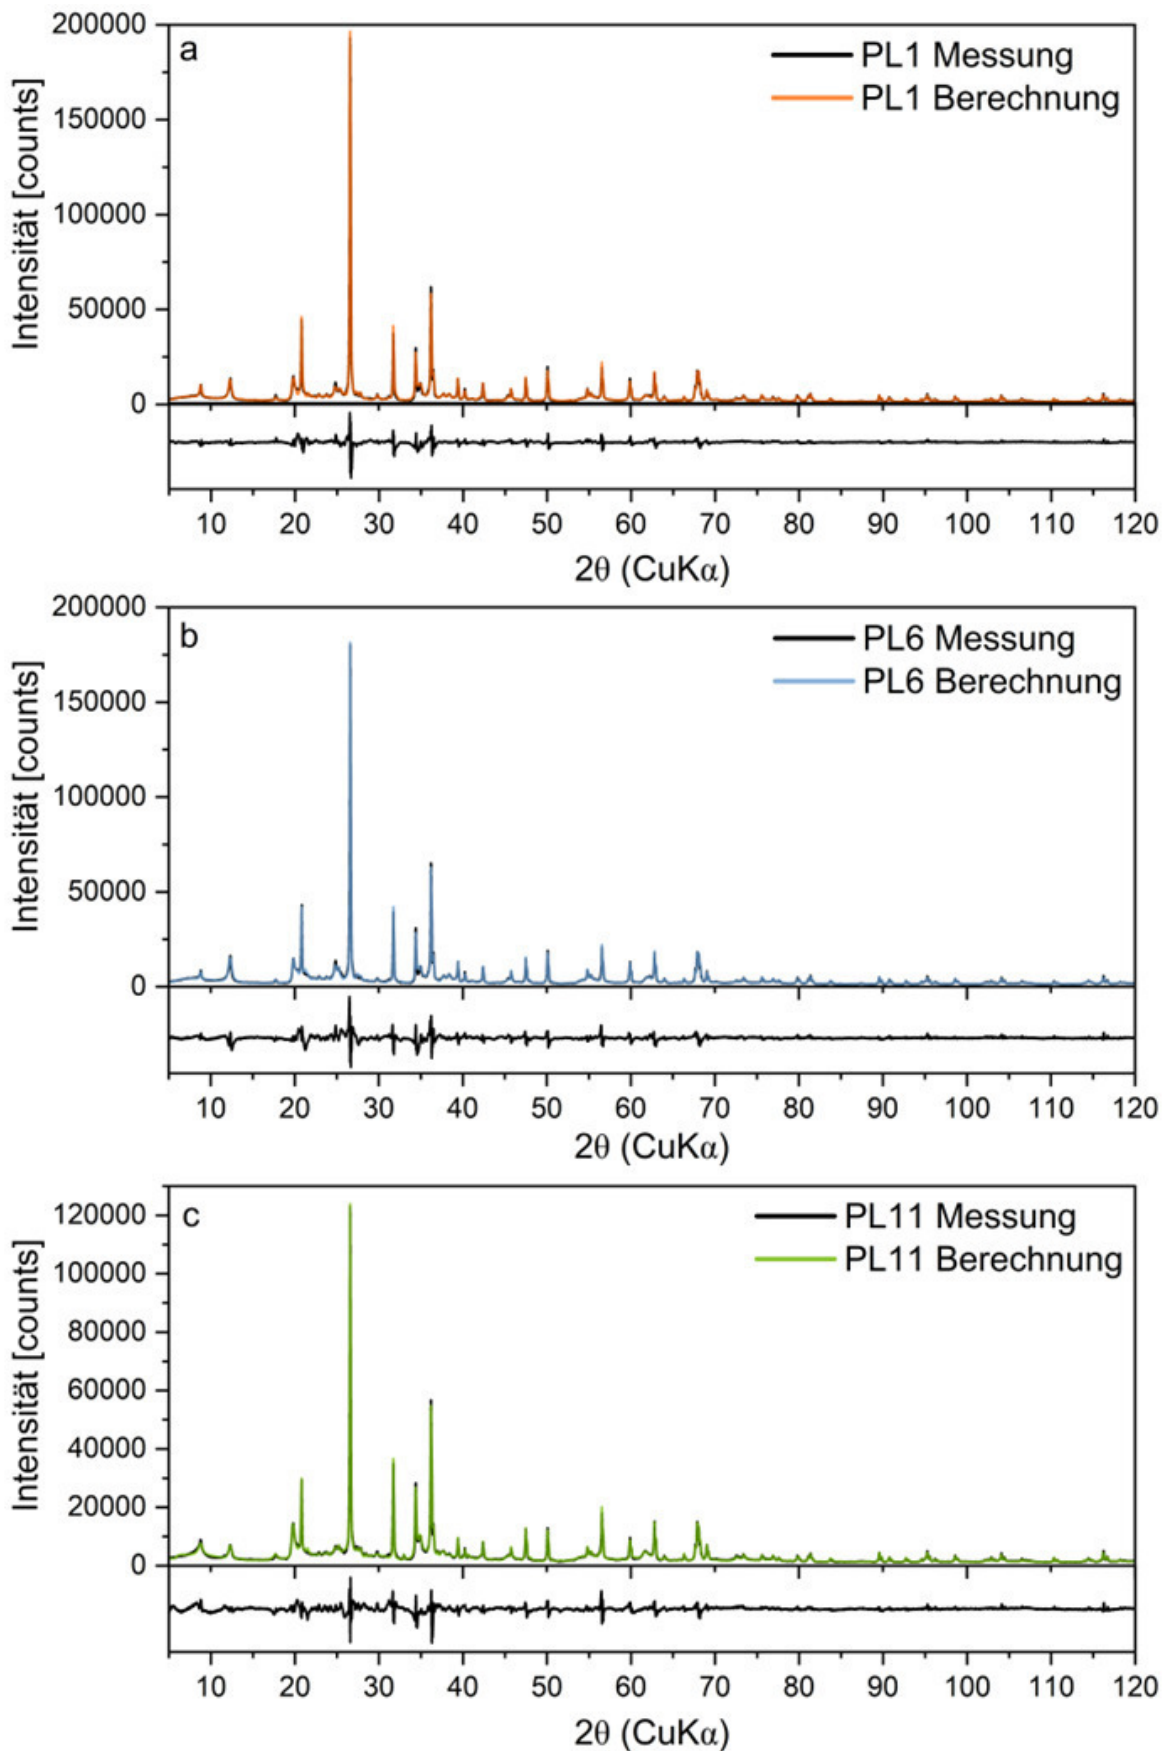 a
PL1 Messung
PL1 Berechnung
Intensität [counts]
200000
150000
100000
50000
0
10 20 30 40 50 60 70 80 90 100 110 120
2θ (CuKα)
b
PL6 Messung
PL6 Berechnung
Intensität [counts]
200000
150000
100000
50000
0
10 20 30 40 50 60 70 80 90 100 110 120
2θ (CuKα)
c
PL11 Messung
PL11 Berechnung
Intensität [counts]
120000
100000
80000
60000
40000
20000
0
10 20 30 40 50 60 70 80 90 100 110 120
2θ (CuKα)